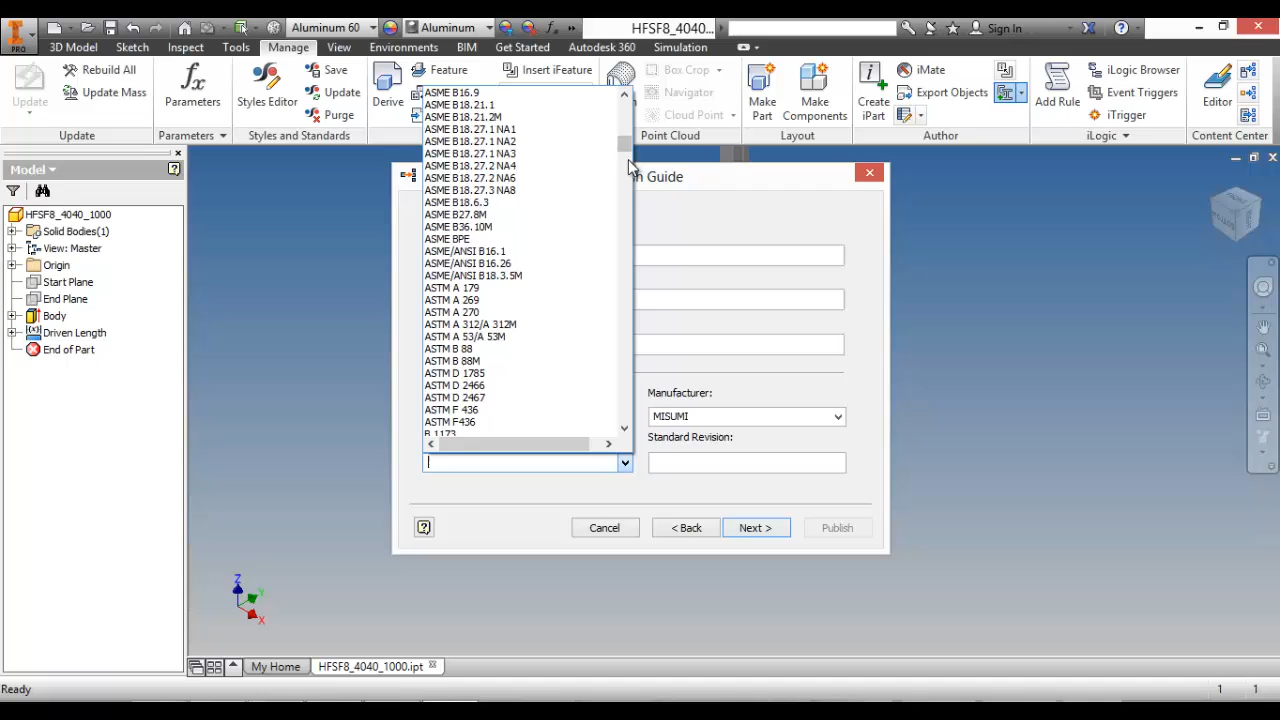 Aluminum 60
Aluminum
HFSF8_4040...
Sign In
PRO
3D Model
Sketch
Inspect
Tools
Manage
View
Environments
BIM
Get Started
Autodesk 360
Simulation
Update
Rebuild All
Update Mass
Update
Parameters
Parameters
Styles Editor
Save
Update
Purge
Styles and Standards
Derive
Feature
Insert iFeature
Box Crop
Navigator
Cloud Point
Point Cloud
Make
Part
Make
Components
Layout
Create
iPart
iMate
Export Objects
Author
Add Rule
iLogic Browser
Event Triggers
iTrigger
iLogic
Editor
Model
HFSF8_4040_1000
Solid Bodies(1)
View: Master
Origin
Start Plane
End Plane
Body
Driven Length
End of Part
Guide
ASME B16.9
ASME B18.21.1
ASME B18.21.2M
ASME B18.27.1 NA1
ASME B18.27.1 NA2
ASME B18.27.1 NA3
ASME B18.27.2 NA4
ASME B18.27.2 NA6
ASME B18.27.3 NA8
ASME B18.6.3
ASME B27.8M
ASME B36.10M
ASME BPE
ASME/ANSI B16.1
ASME/ANSI B16.26
ASME/ANSI B18.3.5M
ASTM A 179
ASTM A 269
ASTM A 270
ASTM A 312/A 312M
ASTM A 53/A 53M
ASTM B 88
ASTM B 88M
ASTM D 1785
ASTM D 2466
ASTM D 2467
ASTM F 436
ASTM F436
B 1173
Manufacturer:
MISUMI
Standard Revision:
Cancel
< Back
Next >
Publish
Z
Y
X
My Home
HFSF8_4040_1000.ipt
Ready
1
1